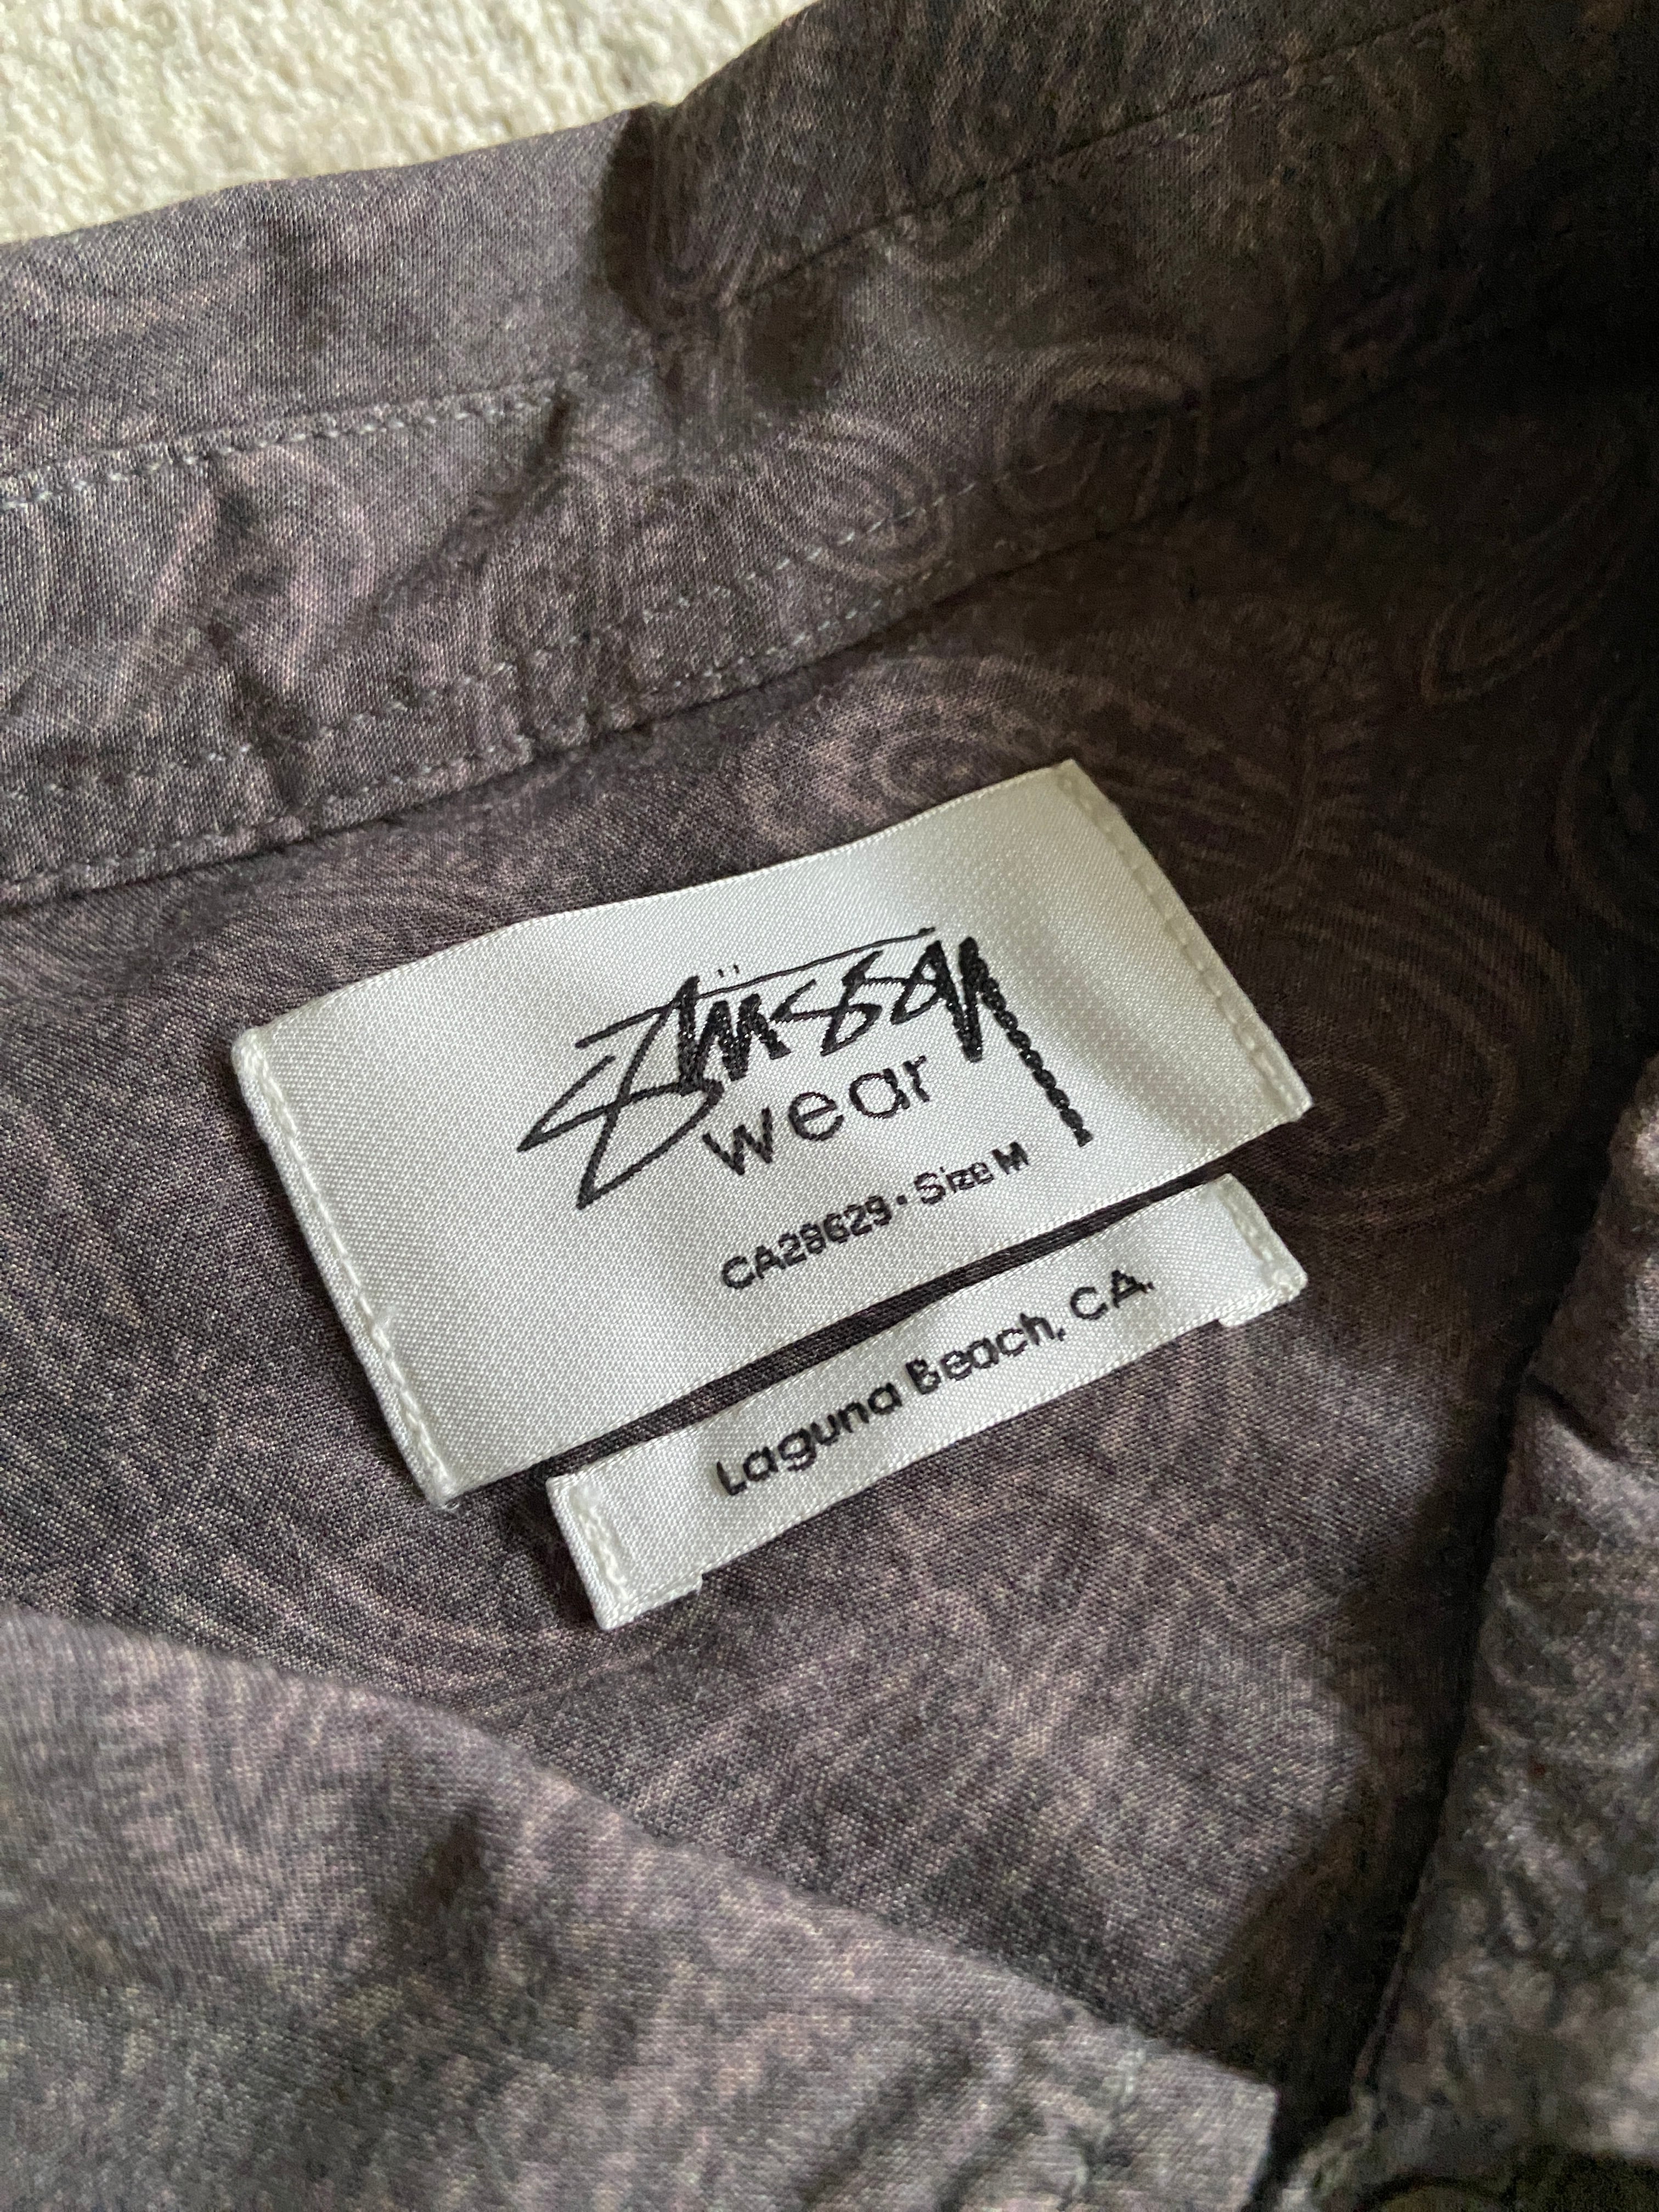 Stüssy
wear
CA28629 • Size M
Laguna Beach, CA.